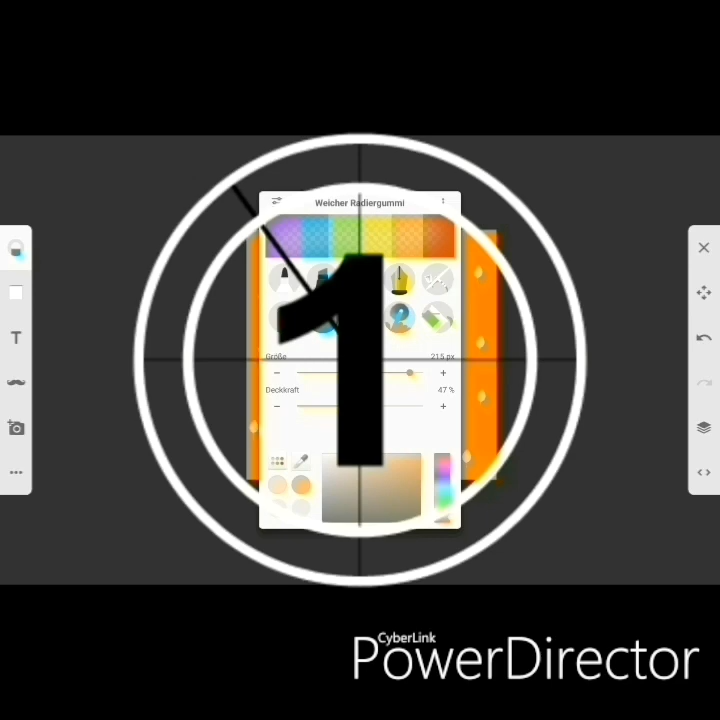 Weicher Radiergummi
1
T
Größe 215 px
− +
Deckkraft 47 %
− +
CyberLink
PowerDirector